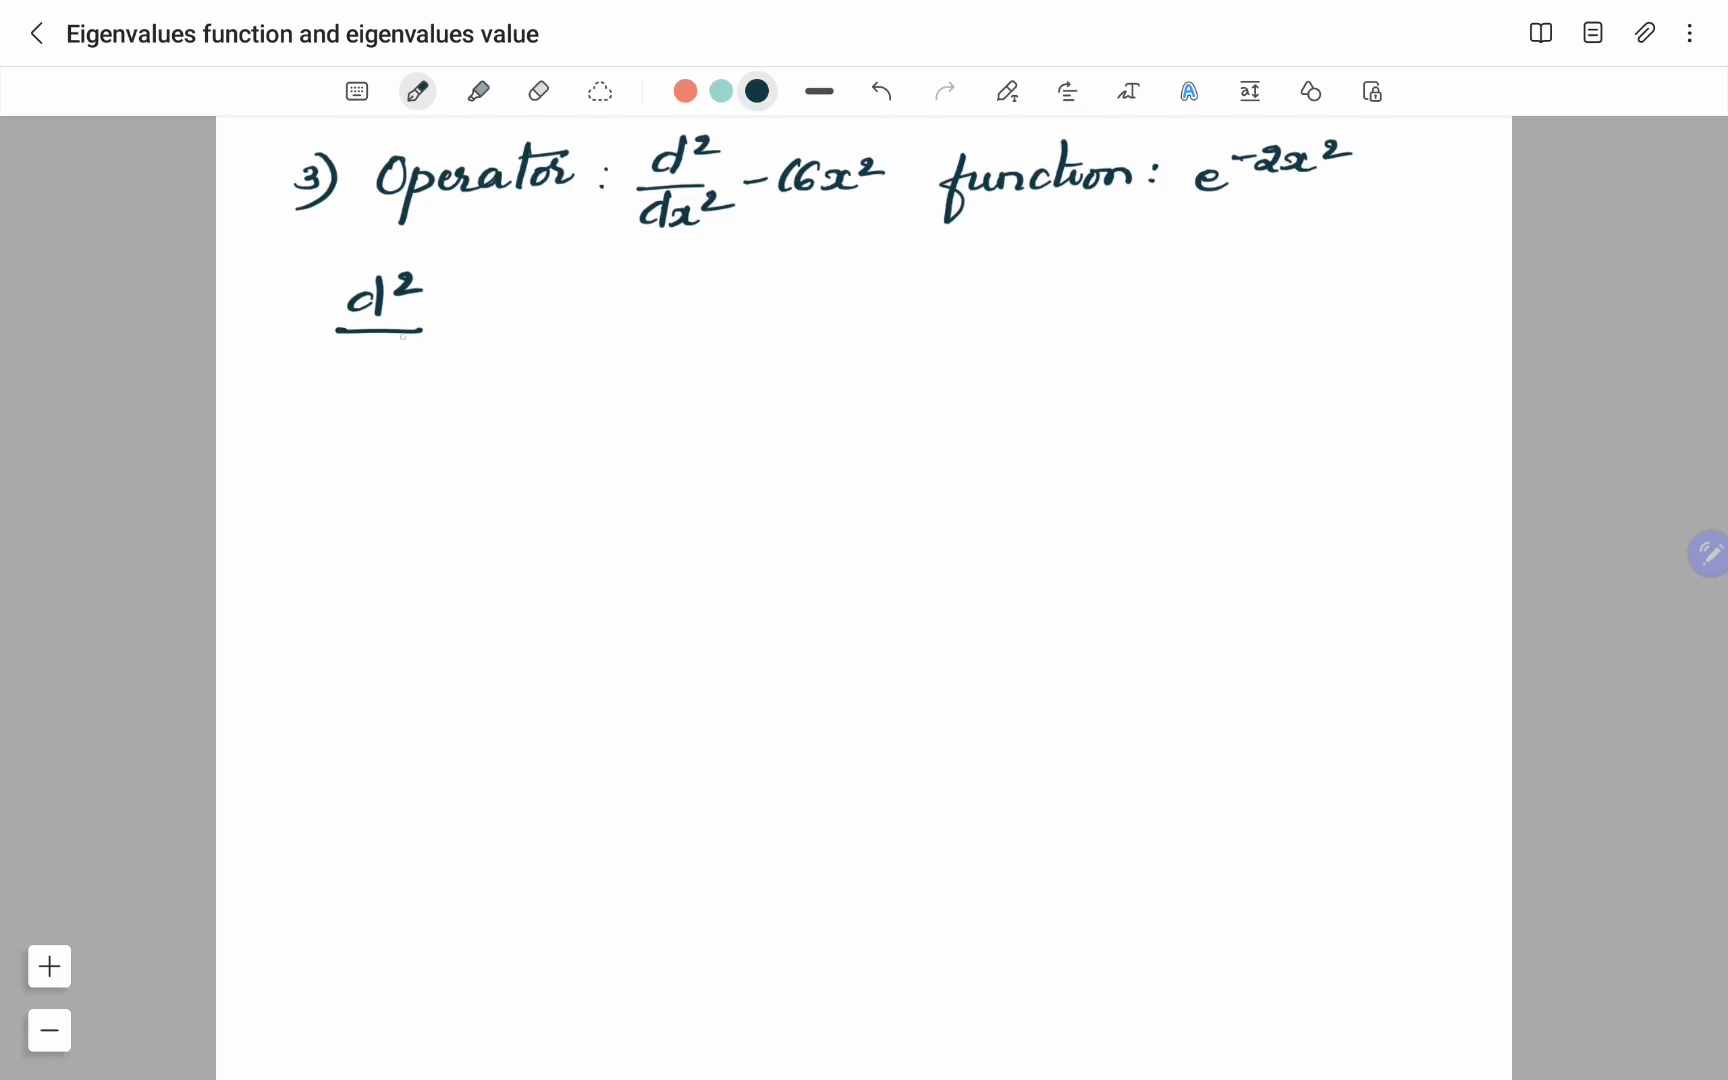 Eigenvalues function and eigenvalues value
3) Operator : d²/dx² - 16x² function : e^-2x²
d²